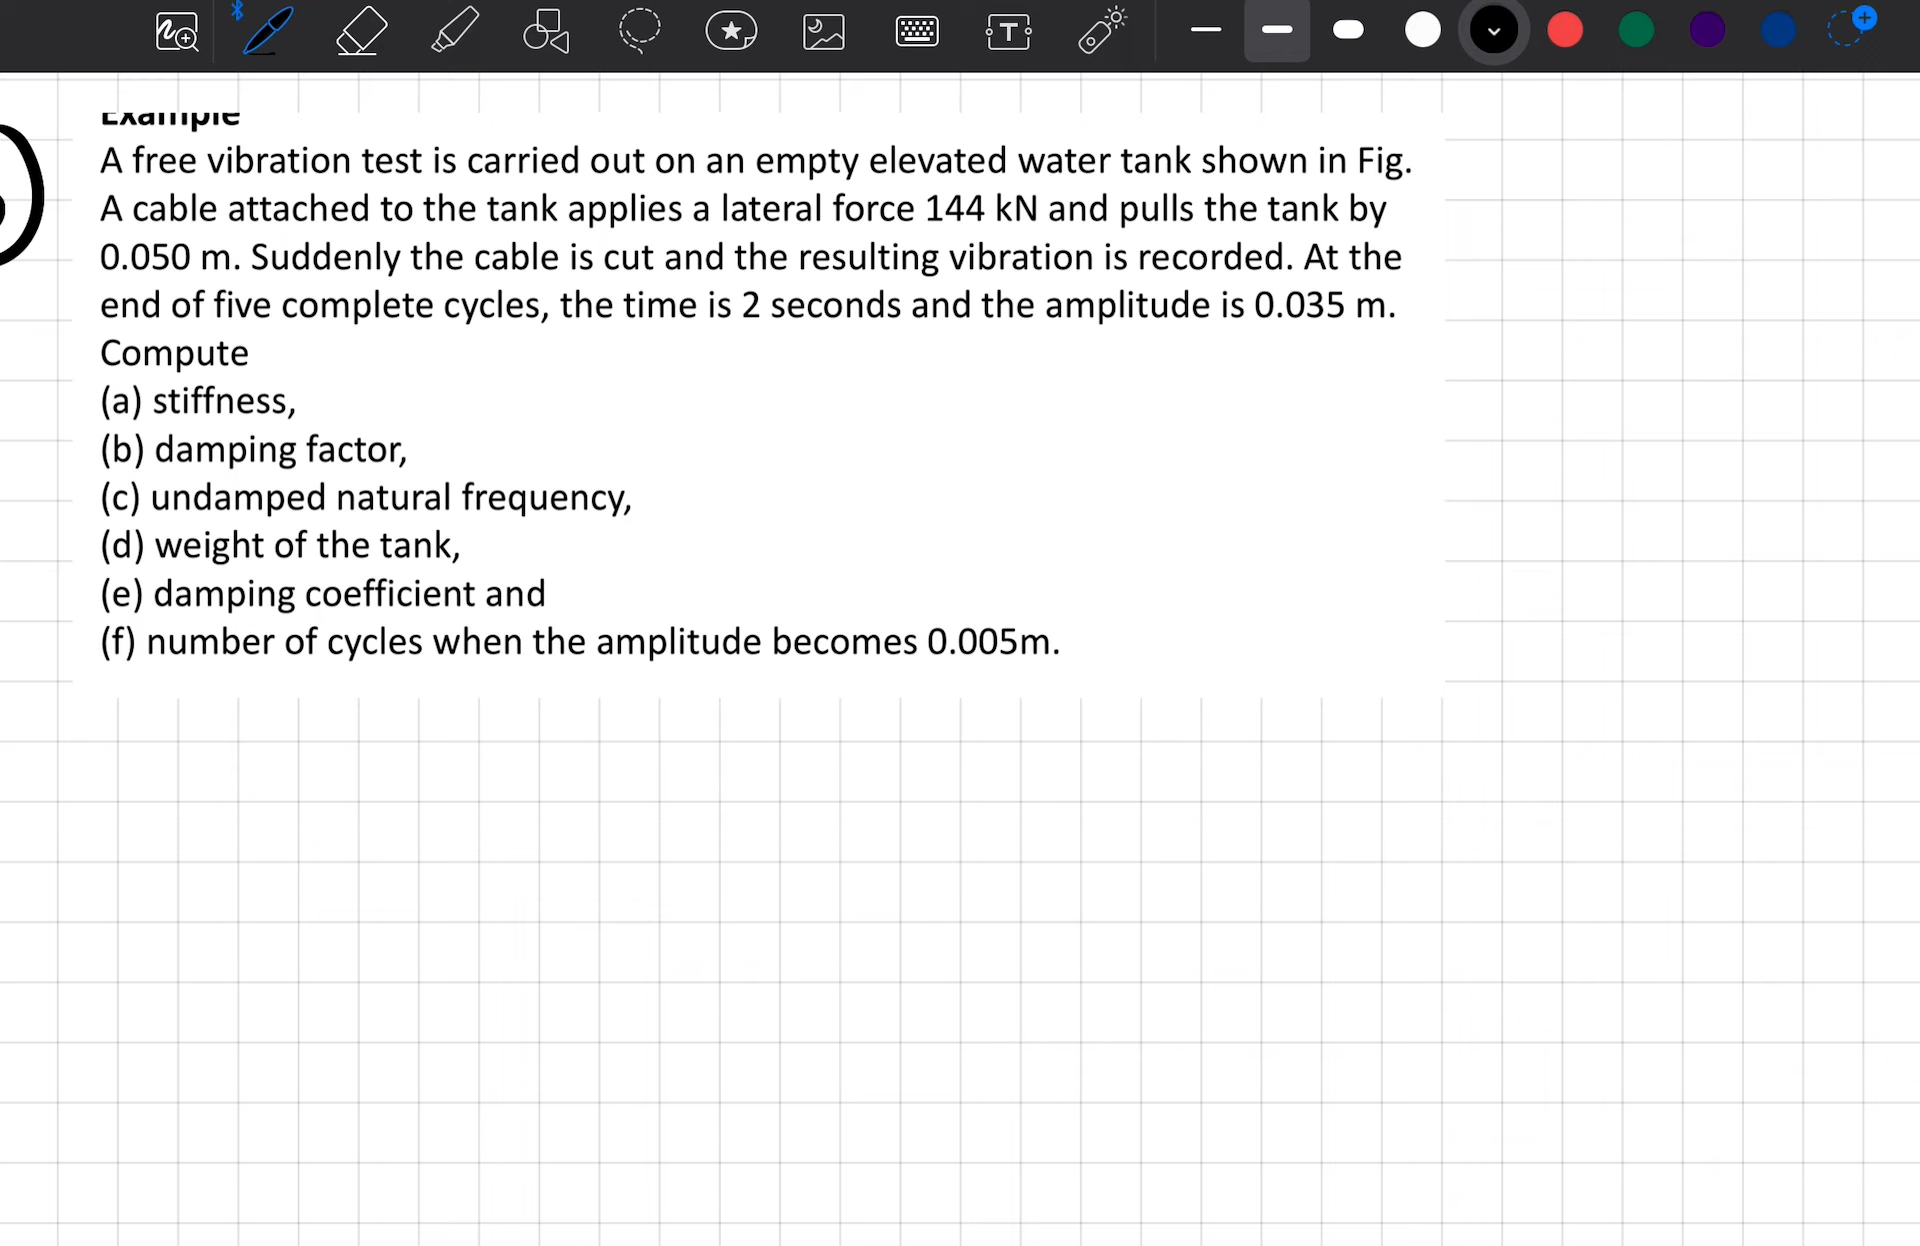 Example
A free vibration test is carried out on an empty elevated water tank shown in Fig.
A cable attached to the tank applies a lateral force 144 kN and pulls the tank by
0.050 m. Suddenly the cable is cut and the resulting vibration is recorded. At the
end of five complete cycles, the time is 2 seconds and the amplitude is 0.035 m.
Compute
(a) stiffness,
(b) damping factor,
(c) undamped natural frequency,
(d) weight of the tank,
(e) damping coefficient and
(f) number of cycles when the amplitude becomes 0.005m.